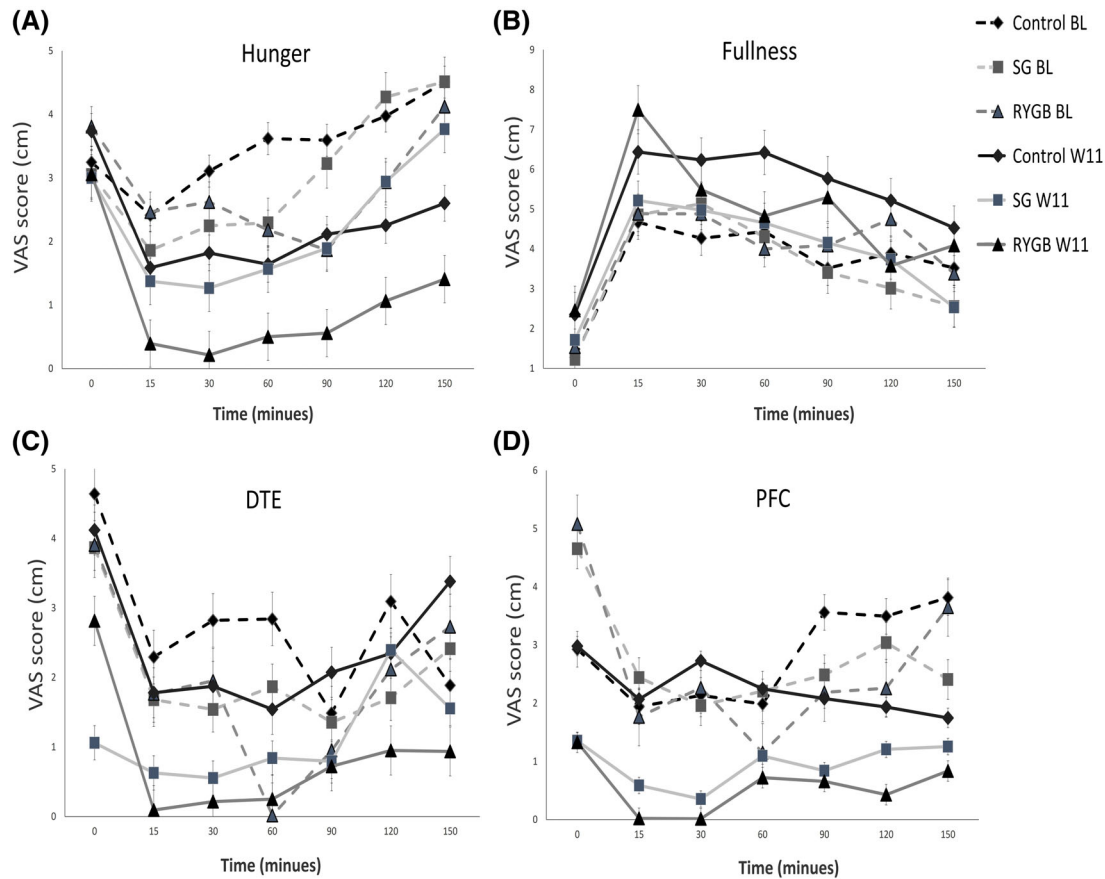 (A)
Hunger
VAS score (cm)
5
4
3
2
1
0
0 15 30 60 90 120 150
Time (minues)
(B)
Fullness
VAS score (cm)
9
8
7
6
5
4
3
2
1
0 15 30 60 90 120 150
Time (minues)
Control BL
SG BL
RYGB BL
Control W11
SG W11
RYGB W11
(C)
DTE
VAS score (cm)
5
4
3
2
1
0
0 15 30 60 90 120 150
Time (minues)
(D)
PFC
VAS score (cm)
6
5
4
3
2
1
0
0 15 30 60 90 120 150
Time (minues)